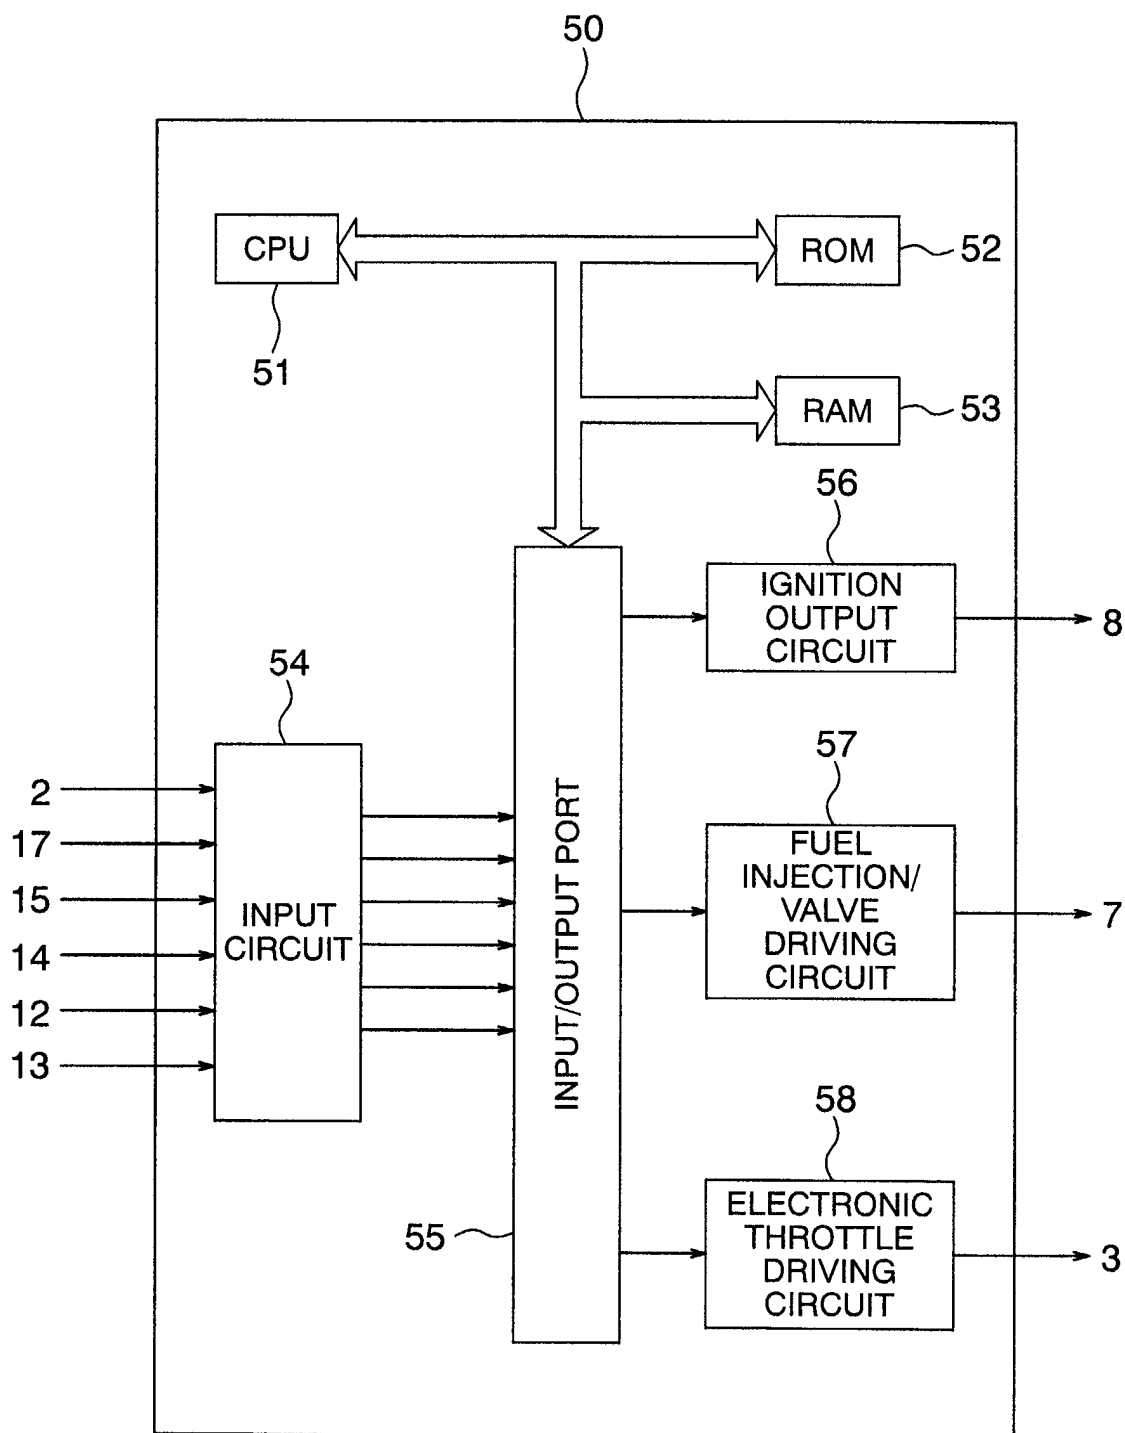 50
CPU
ROM
52
51
RAM
53
56
IGNITION
OUTPUT
CIRCUIT
8
54
2
17
15
14
12
13
INPUT
CIRCUIT
INPUT/OUTPUT PORT
57
FUEL
INJECTION/
VALVE
DRIVING
CIRCUIT
7
55
58
ELECTRONIC
THROTTLE
DRIVING
CIRCUIT
3